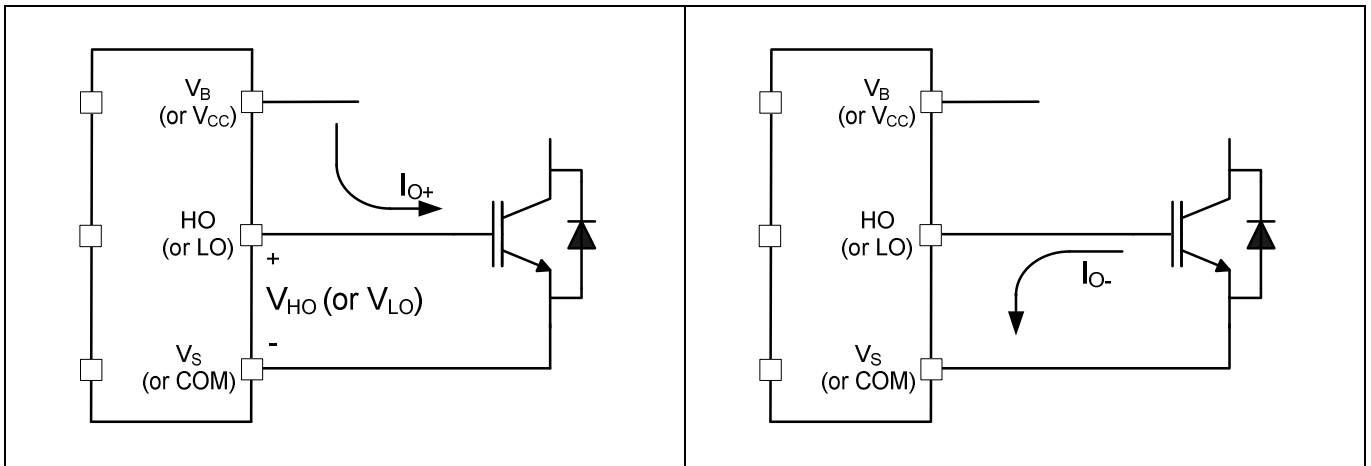 V_B
(or V_CC)
I_O+
HO
(or LO)
+
V_HO (or V_LO)
-
V_S
(or COM)
V_B
(or V_CC)
HO
(or LO)
I_O-
V_S
(or COM)